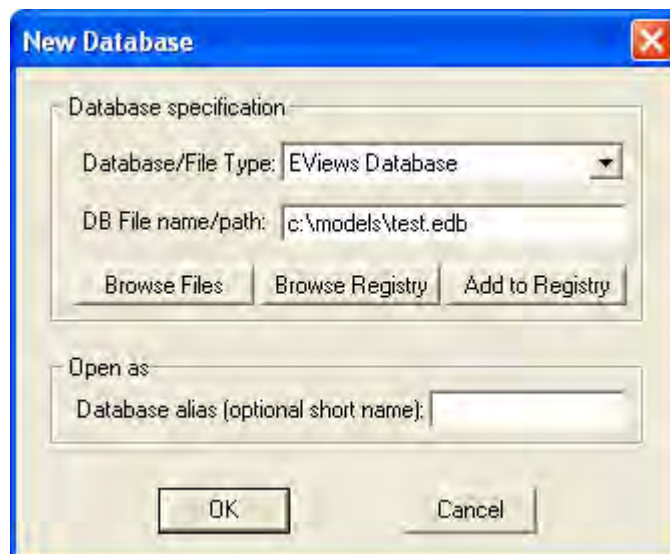 New Database
Database specification
Database/File Type: EViews Database
DB File name/path: c:\models\test.edb
Browse Files Browse Registry Add to Registry
Open as
Database alias (optional short name):
OK Cancel